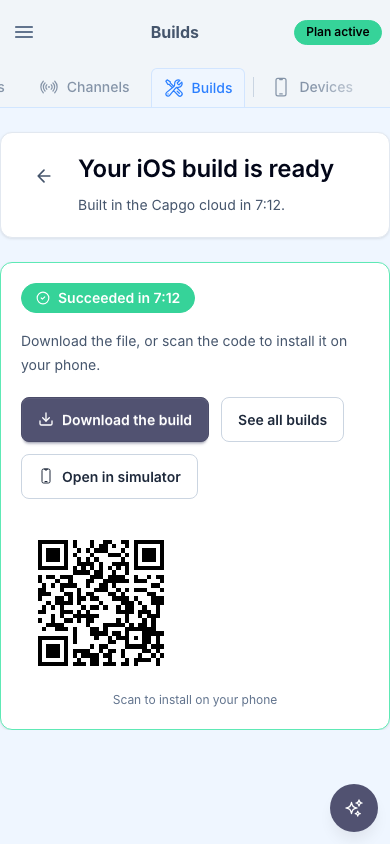 Builds
Plan active
s
Channels
Builds
Devices
Your iOS build is ready
Built in the Capgo cloud in 7:12.
Succeeded in 7:12
Download the file, or scan the code to install it on
your phone.
Download the build
See all builds
Open in simulator
Scan to install on your phone